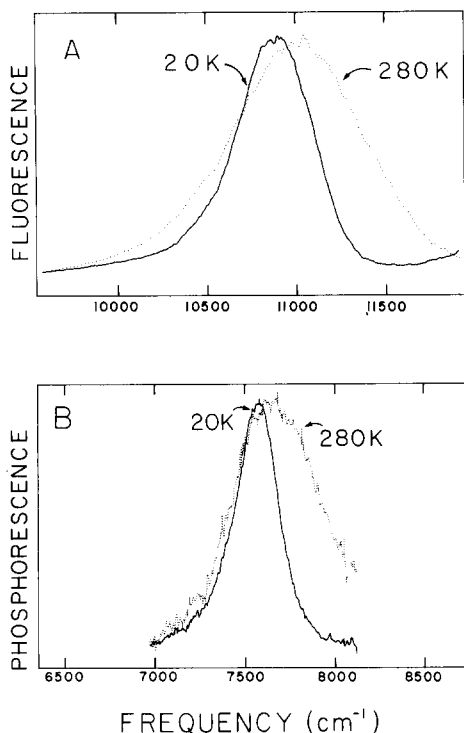 A
20K
280K
FLUORESCENCE
10000 10500 11000 11500
B
20K
280K
PHOSPHORESCENCE
6500 7000 7500 8000 8500
FREQUENCY (cm⁻¹)